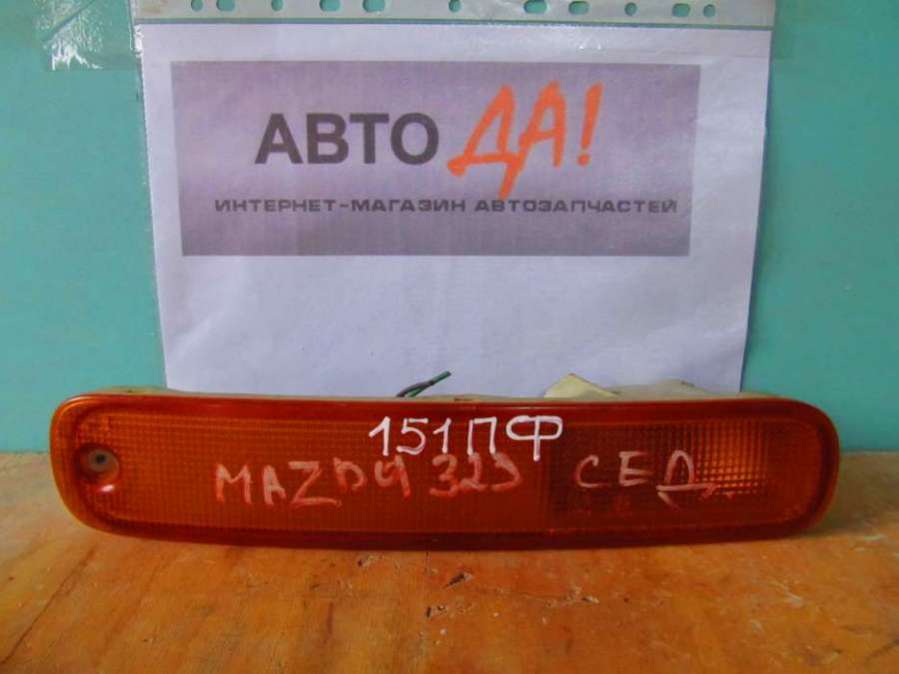 АВТО ДА!
ИНТЕРНЕТ-МАГАЗИН АВТОЗАПЧАСТЕЙ
151ПФ
MAZDA 323 СЕД